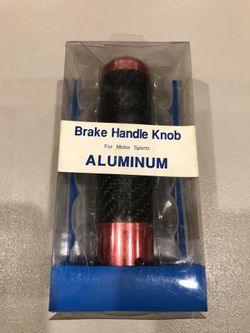 Brake Handle Knob
For Motor Sports
ALUMINUM